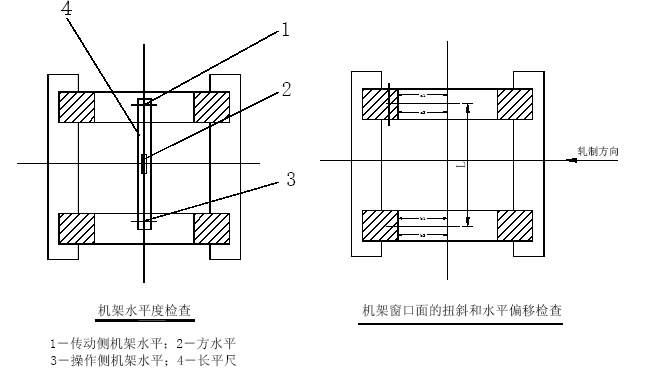 4
1
2
3
L
轧制方向
机架水平度检查
机架窗口面的扭斜和水平偏移检查
1—传动侧机架水平；2—方水平
3—操作侧机架水平；4—长平尺